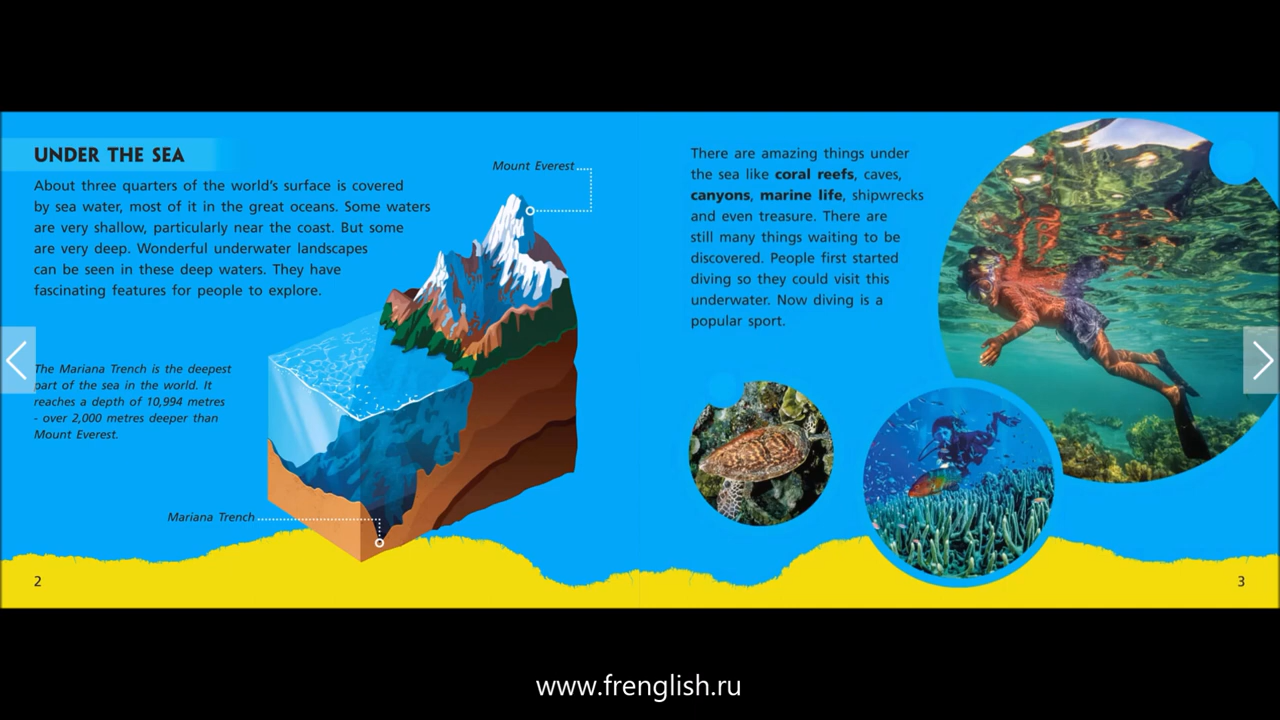 UNDER THE SEA
About three quarters of the world's surface is covered
by sea water, most of it in the great oceans. Some waters
are very shallow, particularly near the coast. But some
are very deep. Wonderful underwater landscapes
can be seen in these deep waters. They have
fascinating features for people to explore.
Mount Everest
The Mariana Trench is the deepest
part of the sea in the world. It
reaches a depth of 10,994 metres
- over 2,000 metres deeper than
Mount Everest.
Mariana Trench
2
There are amazing things under
the sea like coral reefs, caves,
canyons, marine life, shipwrecks
and even treasure. There are
still many things waiting to be
discovered. People first started
diving so they could visit this
underwater. Now diving is a
popular sport.
3
www.frenglish.ru